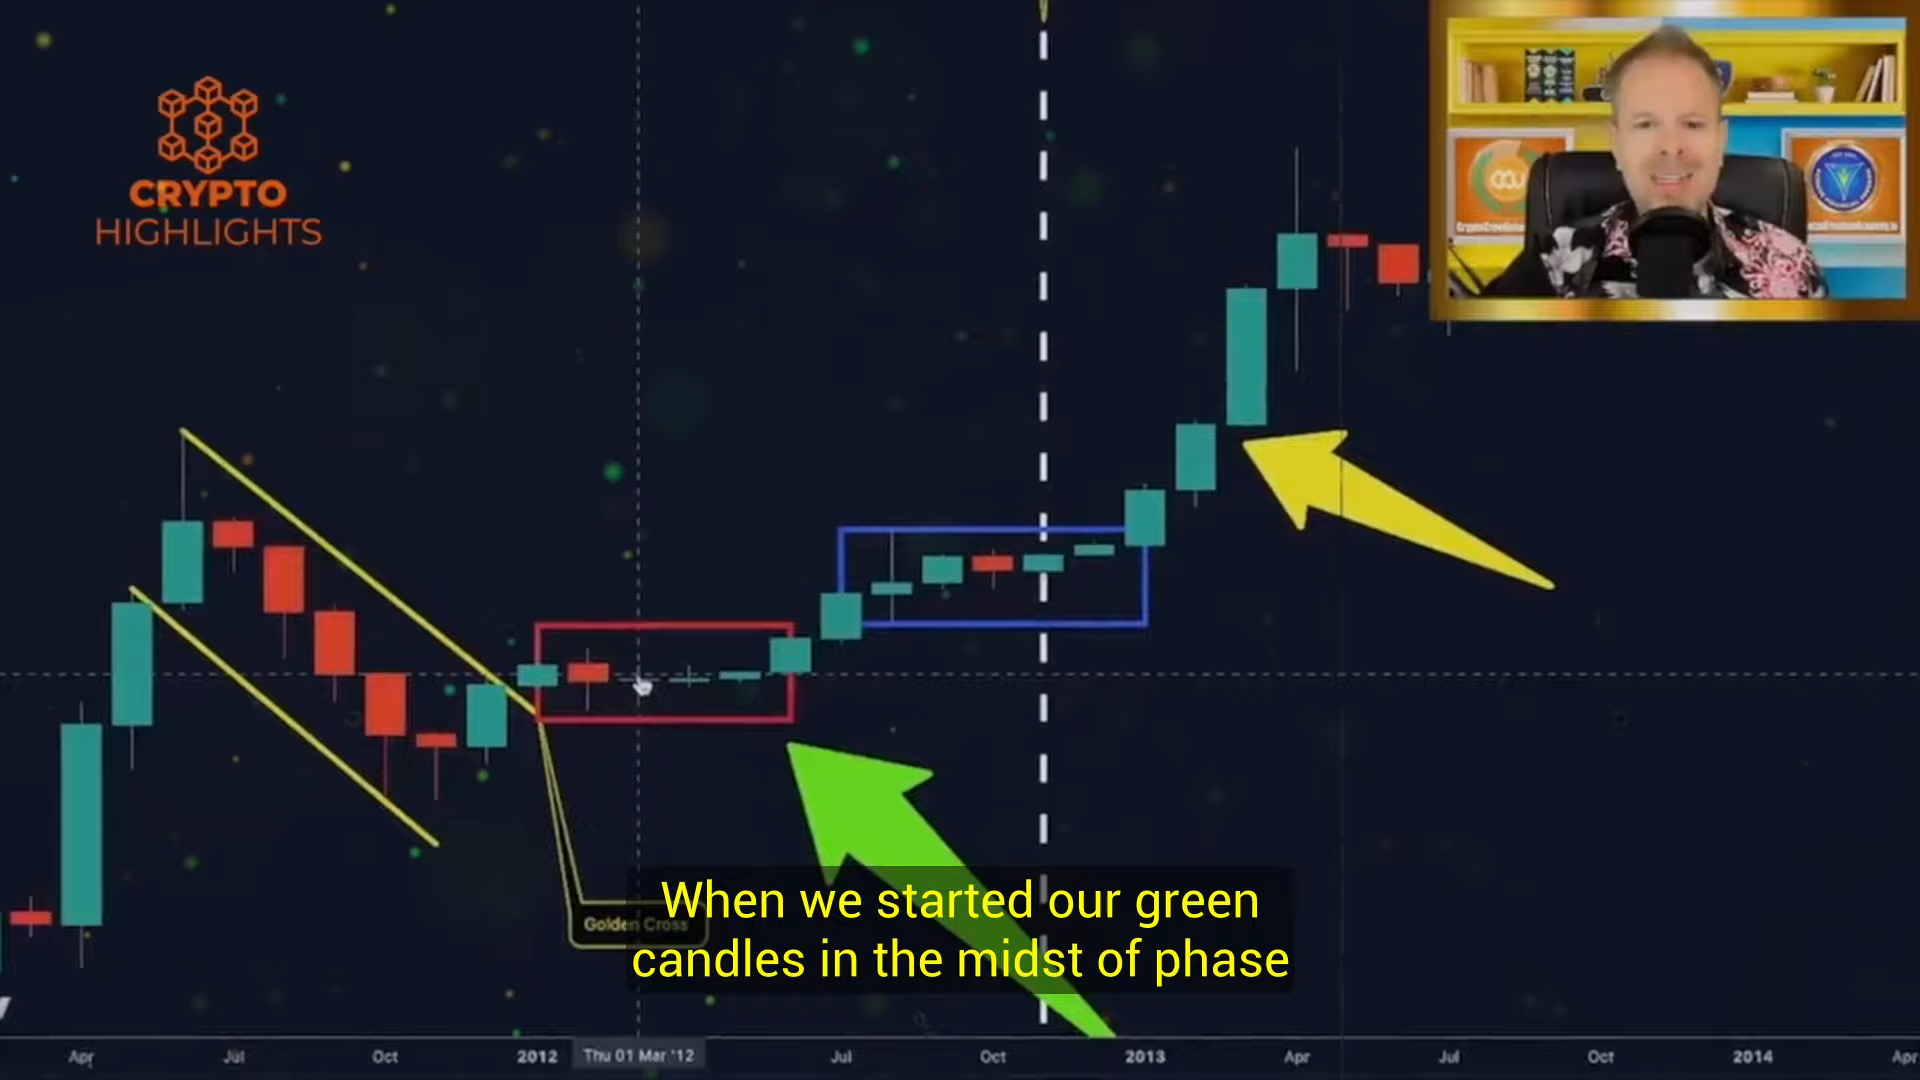 CRYPTO
HIGHLIGHTS
CCU
Golden Cross
When we started our green
candles in the midst of phase
Apr
Jul
Oct
2012
Thu 01 Mar '12
Jul
Oct
2013
Apr
Jul
Oct
2014
Apr